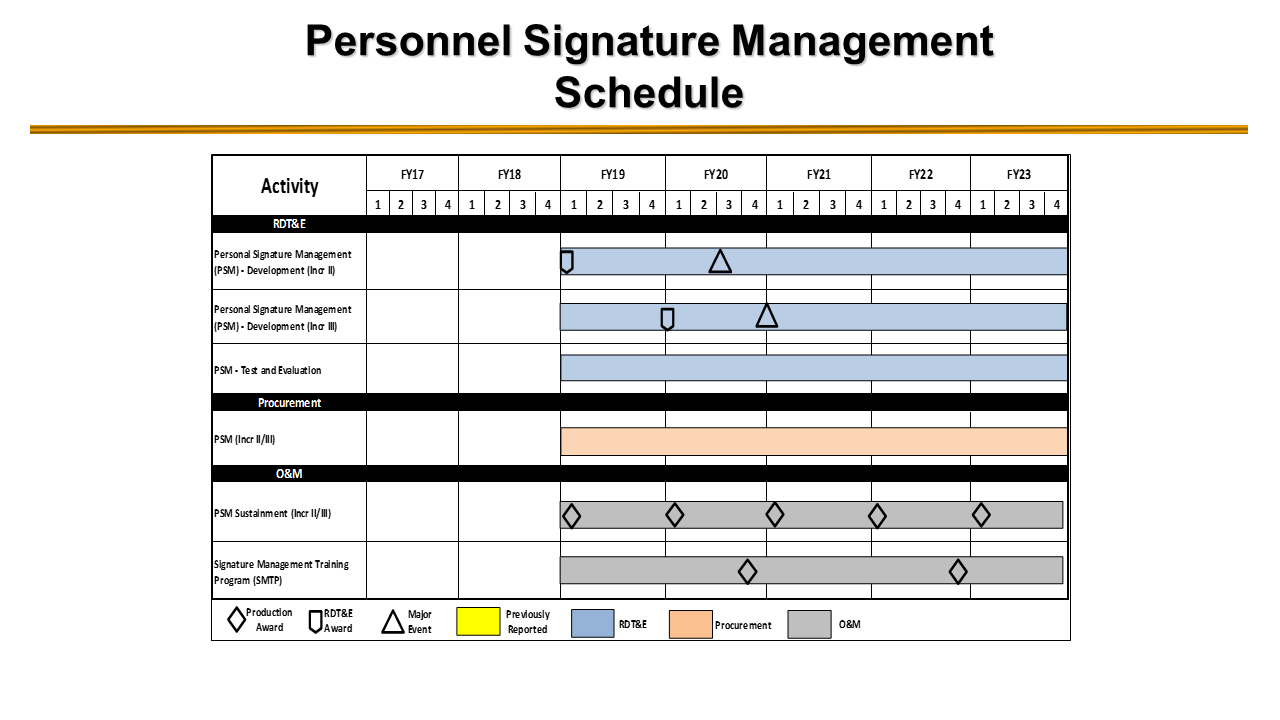 Personnel Signature Management
Schedule
Activity
FY17 FY18 FY19 FY20 FY21 FY22 FY23
1 2 3 4 1 2 3 4 1 2 3 4 1 2 3 4 1 2 3 4 1 2 3 4 1 2 3 4
RDT&E
Personal Signature Management
(PSM) - Development (Incr II)
Personal Signature Management
(PSM) - Development (Incr III)
PSM - Test and Evaluation
Procurement
PSM (Incr II/III)
O&M
PSM Sustainment (Incr II/III)
Signature Management Training
Program (SMTP)
Production
Award
RDT&E
Award
Major
Event
Previously
Reported
RDT&E
Procurement
O&M